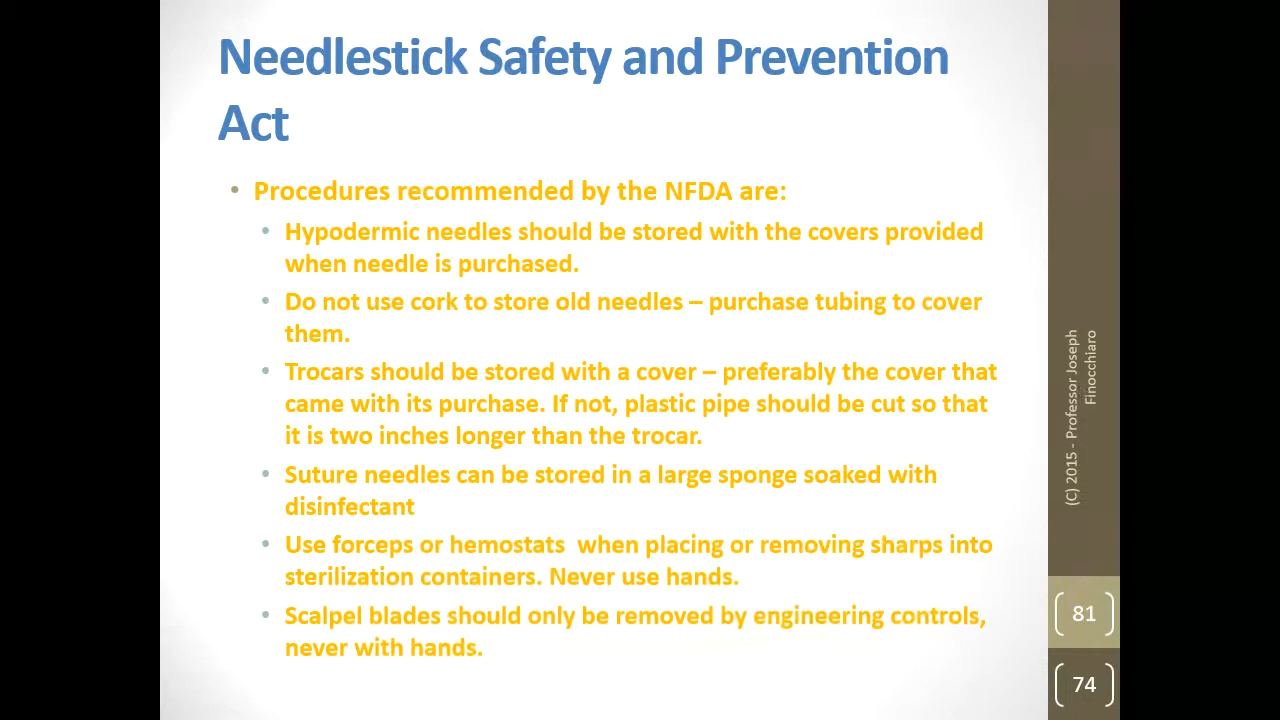 Needlestick Safety and Prevention
Act
• Procedures recommended by the NFDA are:
• Hypodermic needles should be stored with the covers provided
when needle is purchased.
• Do not use cork to store old needles – purchase tubing to cover
them.
• Trocars should be stored with a cover – preferably the cover that
came with its purchase. If not, plastic pipe should be cut so that
it is two inches longer than the trocar.
• Suture needles can be stored in a large sponge soaked with
disinfectant
• Use forceps or hemostats  when placing or removing sharps into
sterilization containers. Never use hands.
• Scalpel blades should only be removed by engineering controls,
never with hands.
(C) 2015 - Professor Joseph
Finocchiaro
81
74